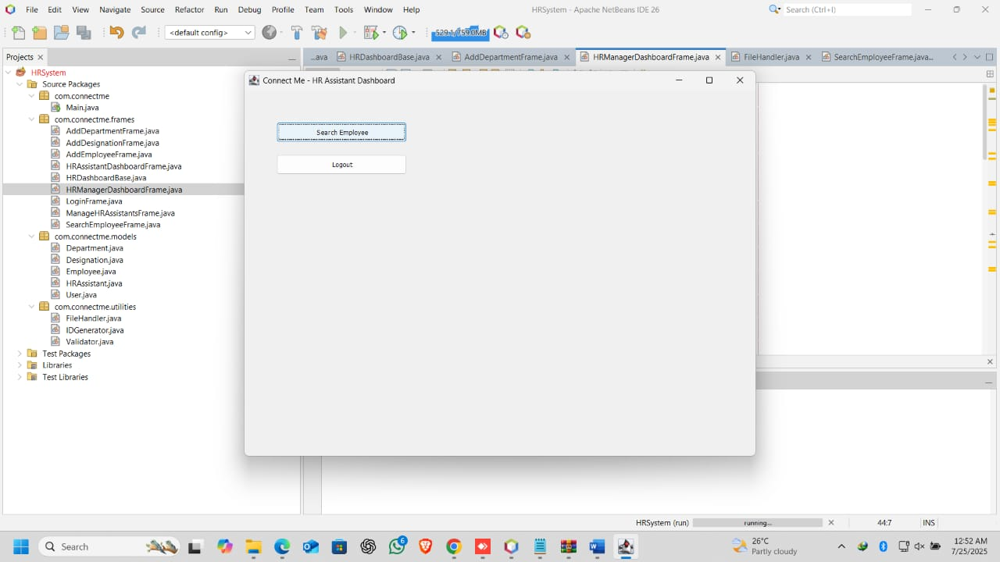 File Edit View Navigate Source Refactor Run Debug Profile Team Tools Window Help
HRSystem - Apache NetBeans IDE 26
Search (Ctrl+I)
<default config>
529.1/759.0MB
Projects
...ava HRDashboardBase.java AddDepartmentFrame.java HRManagerDashboardFrame.java FileHandler.java SearchEmployeeFrame.java...
HRSystem
Source Packages
com.connectme
Main.java
com.connectme.frames
AddDepartmentFrame.java
AddDesignationFrame.java
AddEmployeeFrame.java
HRAssistantDashboardFrame.java
HRDashboardBase.java
HRManagerDashboardFrame.java
LoginFrame.java
ManageHRAssistantsFrame.java
SearchEmployeeFrame.java
com.connectme.models
Department.java
Designation.java
Employee.java
HRAssistant.java
User.java
com.connectme.utilities
FileHandler.java
IDGenerator.java
Validator.java
Test Packages
Libraries
Test Libraries
Connect Me - HR Assistant Dashboard
Search Employee
Logout
HRSystem (run) running... 44:7 INS
Search
6
26°C
Partly cloudy
12:52 AM
7/25/2025